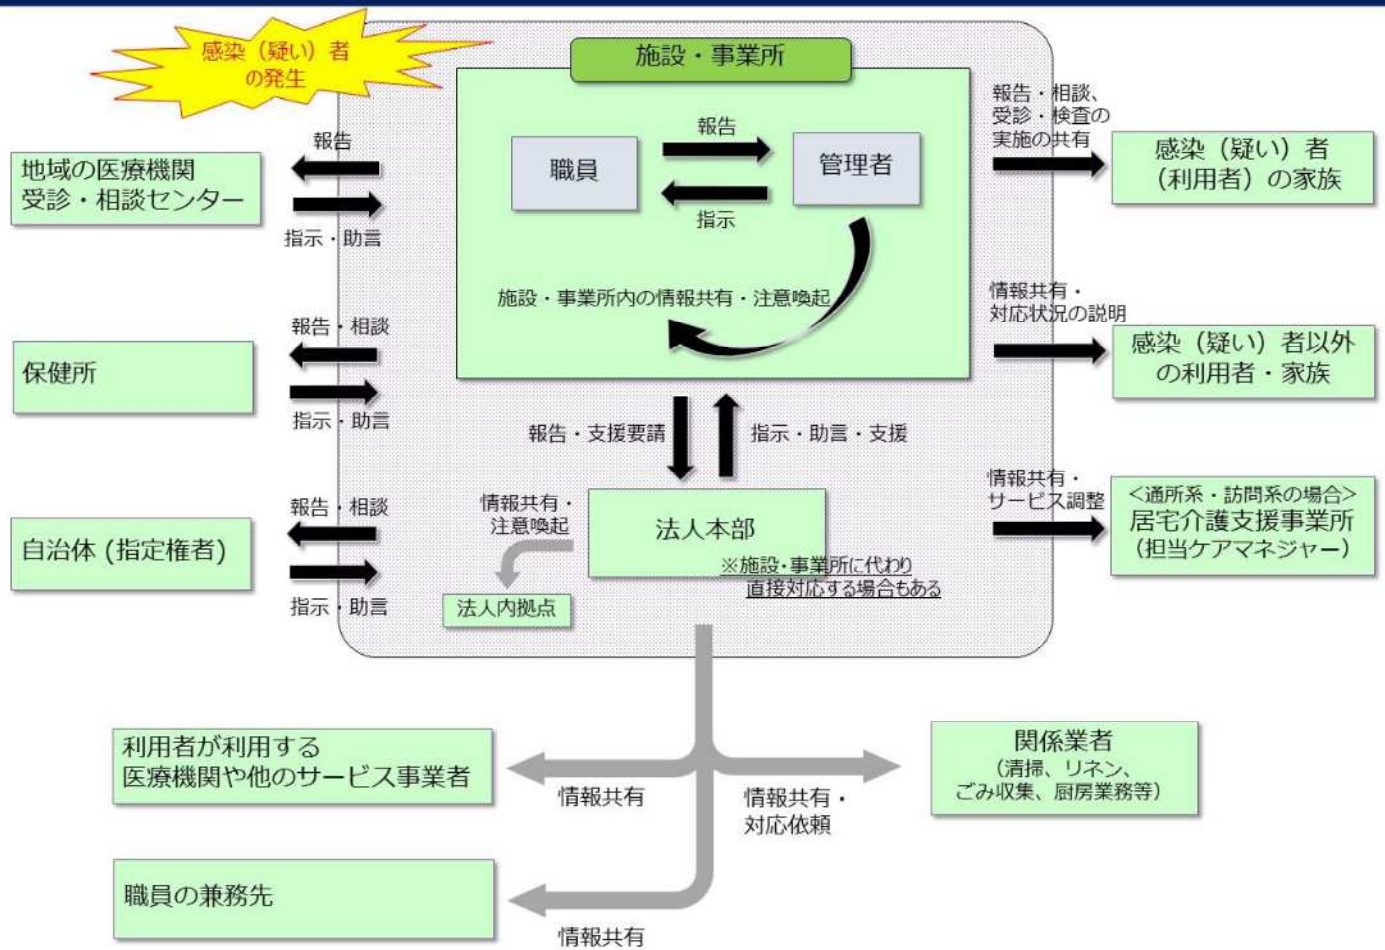 感染（疑い）者
の発生
施設・事業所
報告
職員
管理者
指示
施設・事業所内の情報共有・注意喚起
報告
地域の医療機関
受診・相談センター
指示・助言
報告・相談
保健所
指示・助言
報告・相談
自治体 (指定権者)
指示・助言
報告・相談、
受診・検査の
実施の共有
感染（疑い）者
（利用者）の家族
情報共有・
対応状況の説明
感染（疑い）者以外
の利用者・家族
情報共有・
サービス調整
＜通所系・訪問系の場合＞
居宅介護支援事業所
（担当ケアマネジャー）
報告・支援要請
指示・助言・支援
情報共有・
注意喚起
法人本部
※施設・事業所に代わり
直接対応する場合もある
法人内拠点
利用者が利用する
医療機関や他のサービス事業者
情報共有
情報共有・
対応依頼
関係業者
（清掃、リネン、
ごみ収集、厨房業務等）
職員の兼務先
情報共有